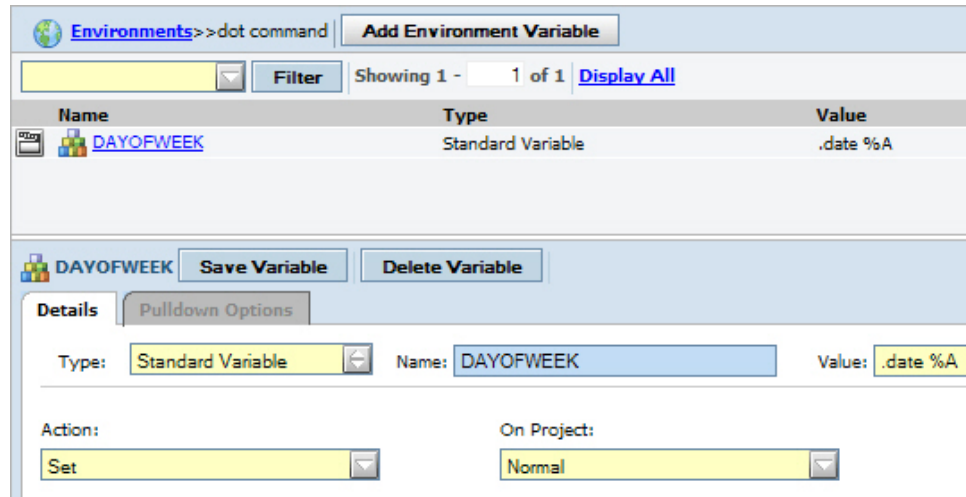 Environments>>dot command Add Environment Variable
Filter Showing 1 - 1 of 1 Display All
Name Type Value
DAYOFWEEK Standard Variable .date %A
DAYOFWEEK Save Variable Delete Variable
Details Pulldown Options
Type: Standard Variable Name: DAYOFWEEK Value: .date %A
Action: On Project:
Set Normal